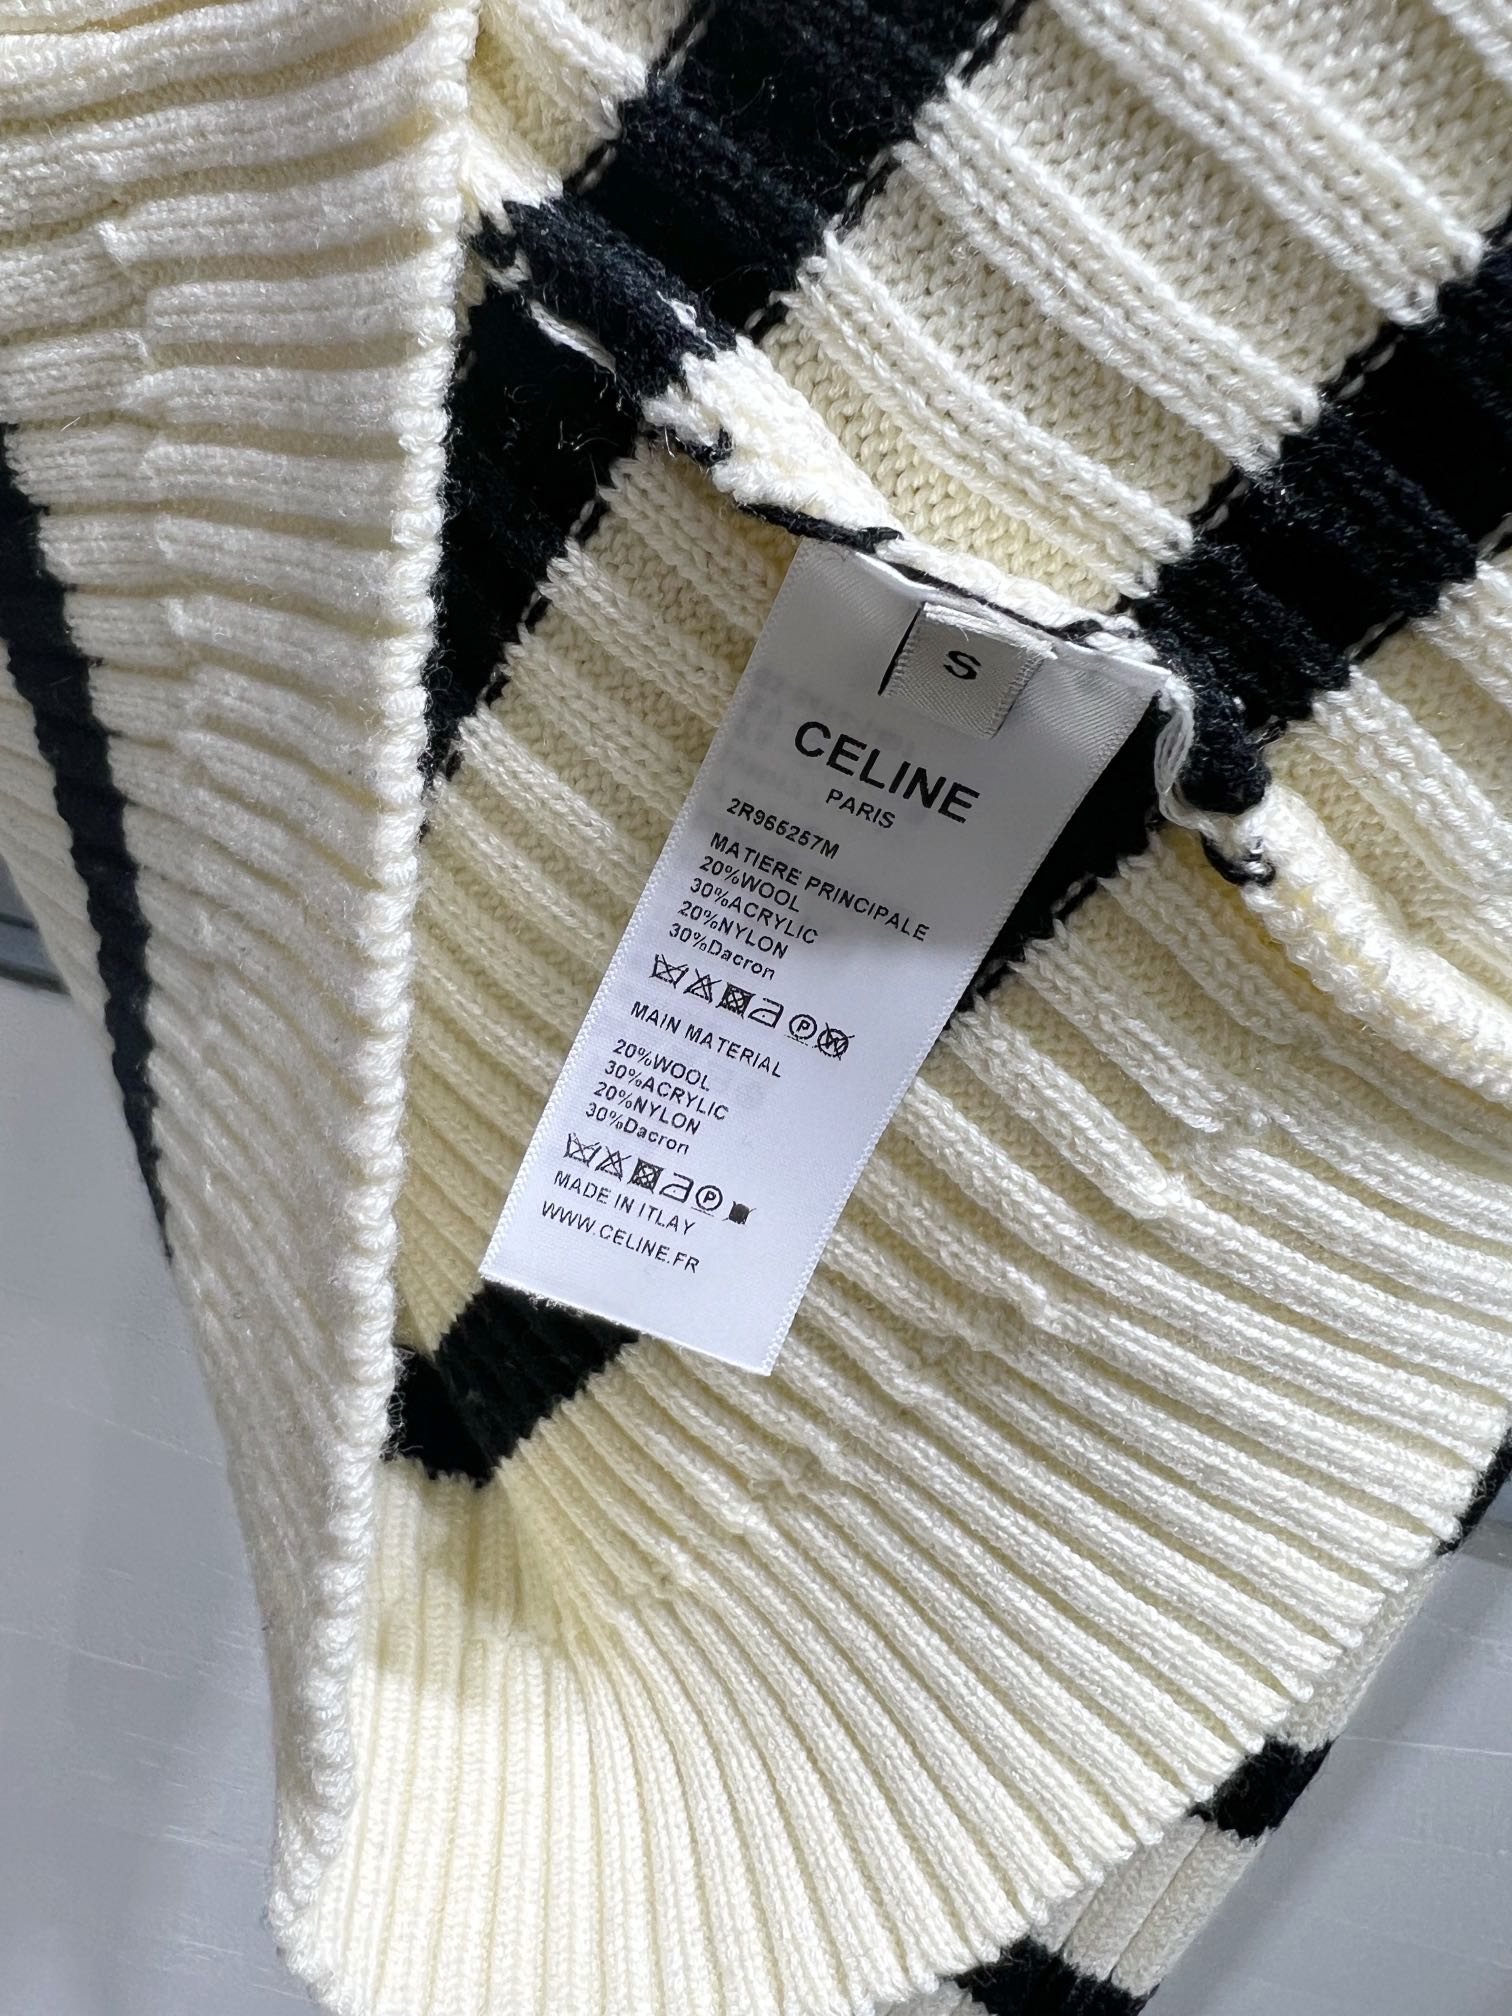 S
CELINE
PARIS
2R965257M
MATIERE PRINCIPALE
20%WOOL
30%ACRYLIC
20%NYLON
30%Dacron
P W
MAIN MATERIAL
20%WOOL
30%ACRYLIC
20%NYLON
30%Dacron
P
MADE IN ITLAY
WWW.CELINE.FR